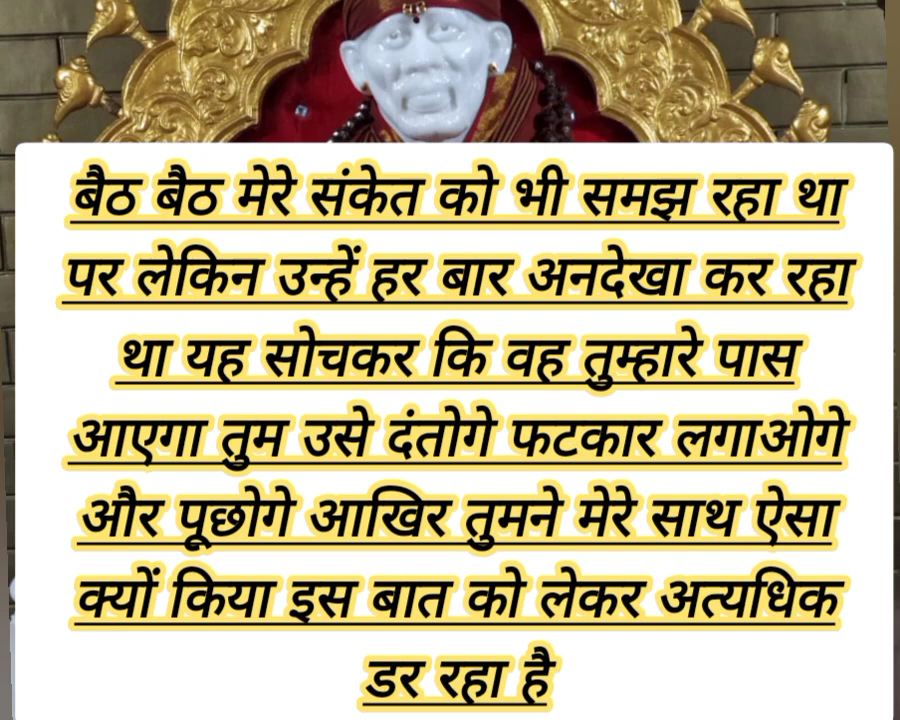 बैठ बैठ मेरे संकेत को भी समझ रहा था
पर लेकिन उन्हें हर बार अनदेखा कर रहा
था यह सोचकर कि वह तुम्हारे पास
आएगा तुम उसे दंतोगे फटकार लगाओगे
और पूछोगे आखिर तुमने मेरे साथ ऐसा
क्यों किया इस बात को लेकर अत्यधिक
डर रहा है